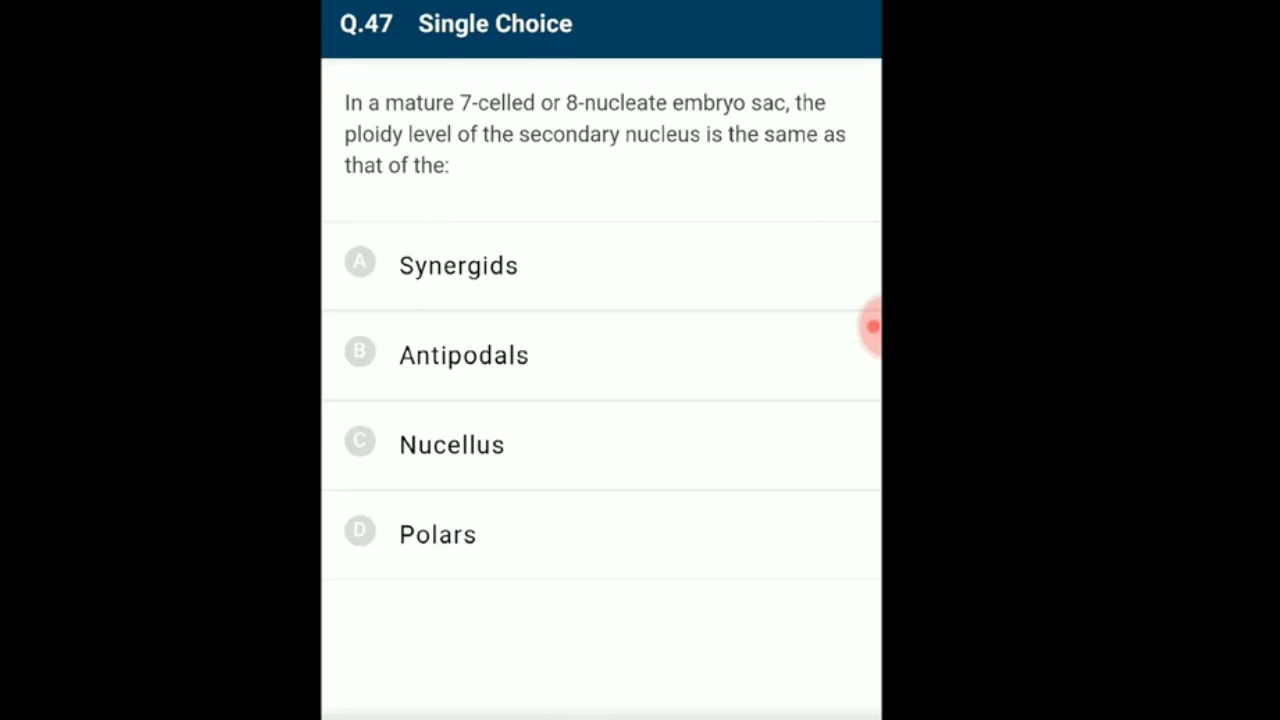 Q.47 Single Choice
In a mature 7-celled or 8-nucleate embryo sac, the
ploidy level of the secondary nucleus is the same as
that of the:
A Synergids
B Antipodals
C Nucellus
D Polars